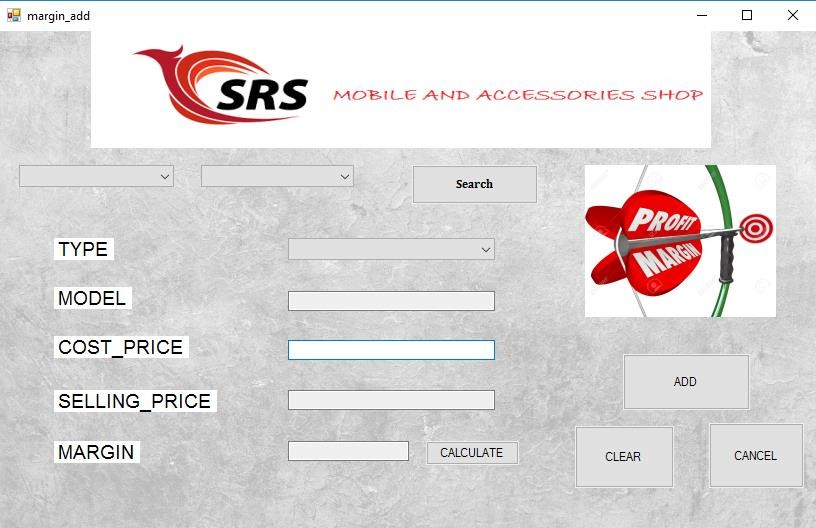 margin_add
SRS
MOBILE AND ACCESSORIES SHOP
Search
PROFIT
MARGIN
TYPE
MODEL
COST_PRICE
SELLING_PRICE
MARGIN
CALCULATE
ADD
CLEAR
CANCEL